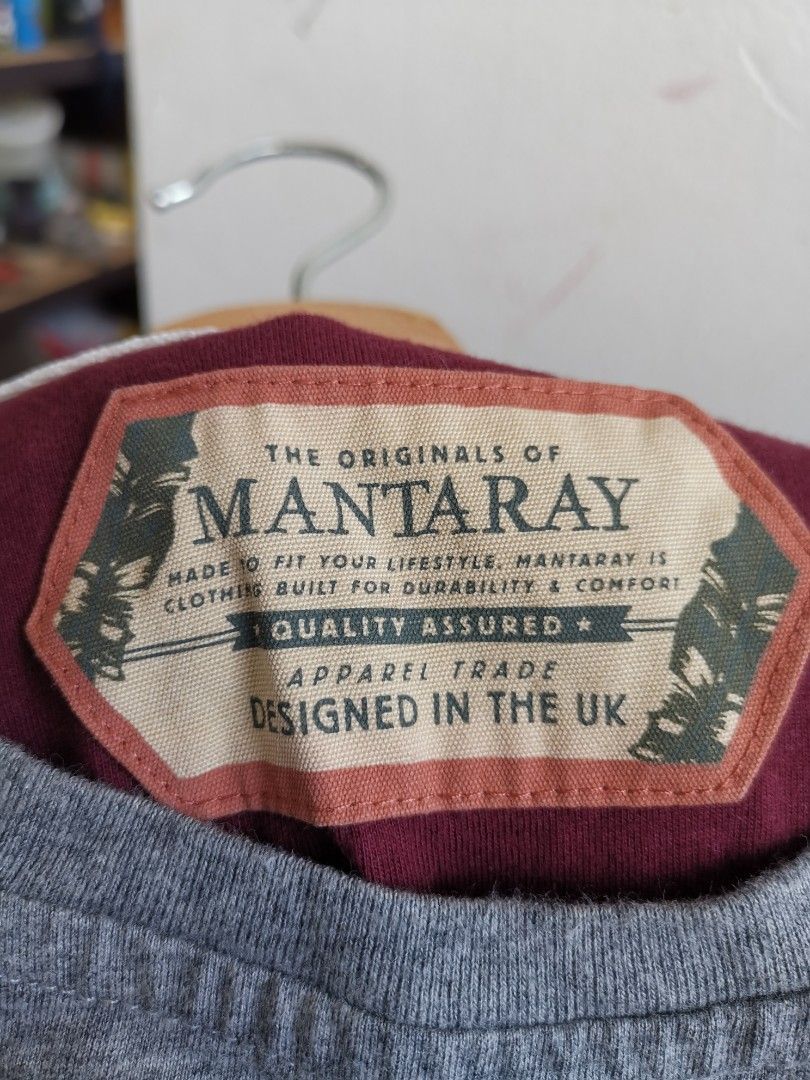 THE ORIGINALS OF
MANTARAY
MADE TO FIT YOUR LIFESTYLE, MANTARAY IS
CLOTHING BUILT FOR DURABILITY & COMFORT
QUALITY ASSURED ★
APPAREL TRADE
DESIGNED IN THE UK